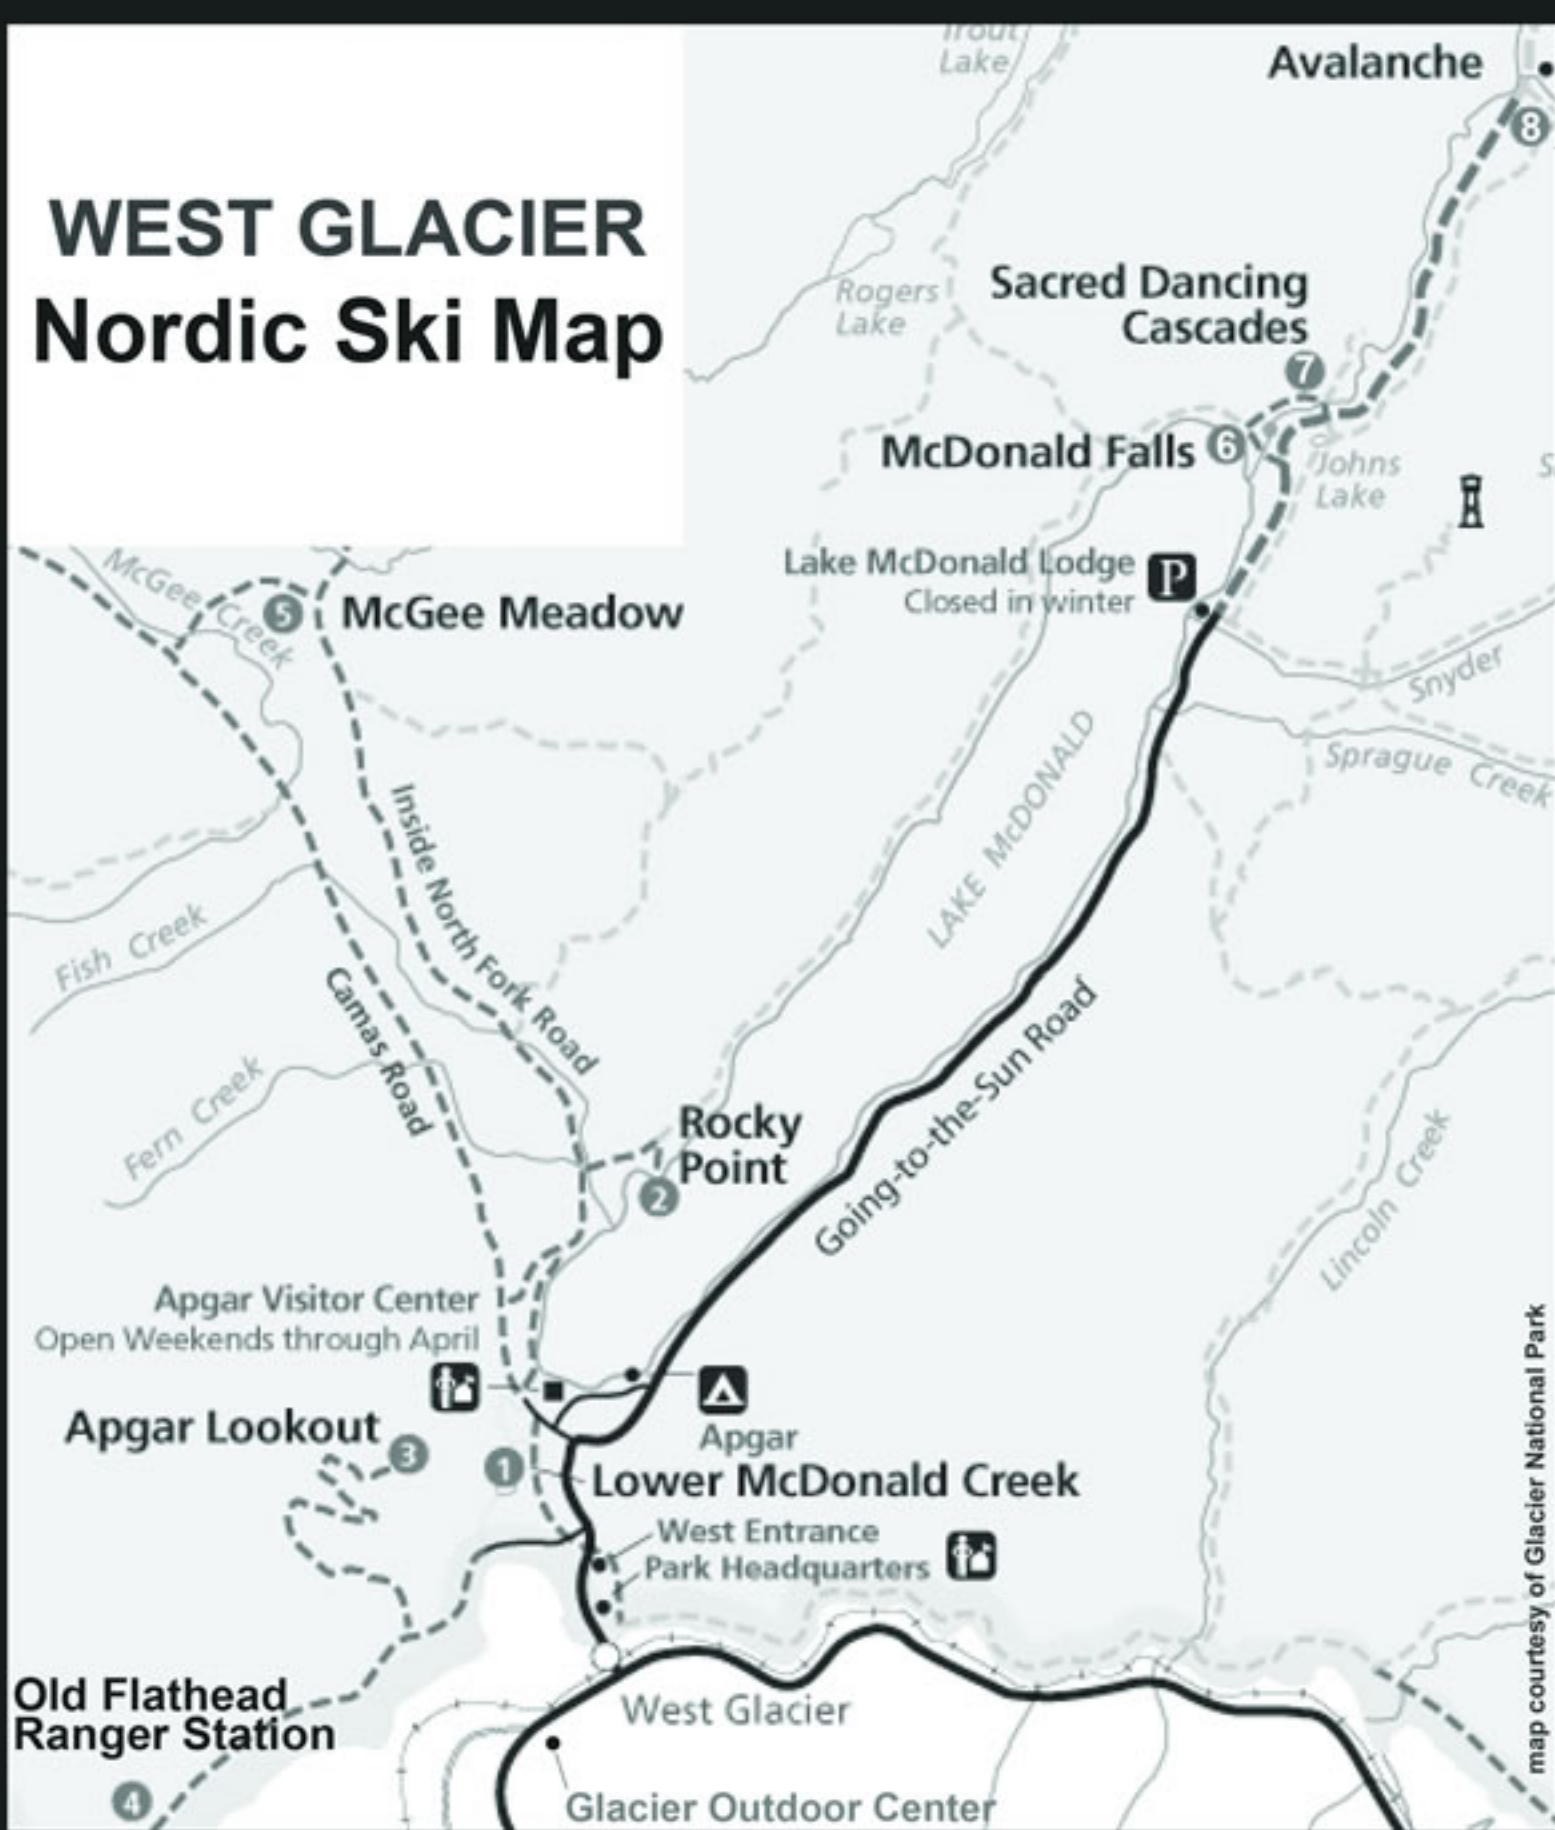 Trout
Lake
Avalanche
8
WEST GLACIER
Nordic Ski Map
Rogers
Lake
Sacred Dancing
Cascades
7
McDonald Falls
6
Johns
Lake
S
Lake McDonald Lodge
Closed in winter
P
McGee Creek
5
McGee Meadow
Snyder
Sprague Creek
LAKE McDONALD
Inside North Fork Road
Fish Creek
Camas Road
Going-to-the-Sun Road
Fern Creek
Rocky
Point
2
Lincoln Creek
Apgar Visitor Center
Open Weekends through April
Apgar Lookout
3
Apgar
1
Lower McDonald Creek
West Entrance
Park Headquarters
Old Flathead
Ranger Station
4
West Glacier
Glacier Outdoor Center
map courtesy of Glacier National Park